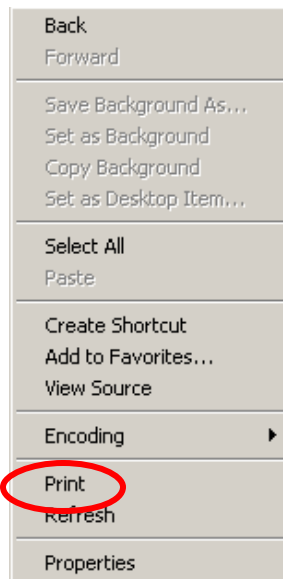 Back
Forward
Save Background As...
Set as Background
Copy Background
Set as Desktop Item...
Select All
Paste
Create Shortcut
Add to Favorites...
View Source
Encoding
Print
Refresh
Properties